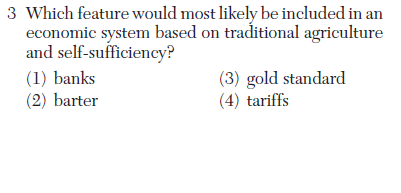 3 Which feature would most likely be included in an
economic system based on traditional agriculture
and self-sufficiency?
(1) banks (3) gold standard
(2) barter (4) tariffs